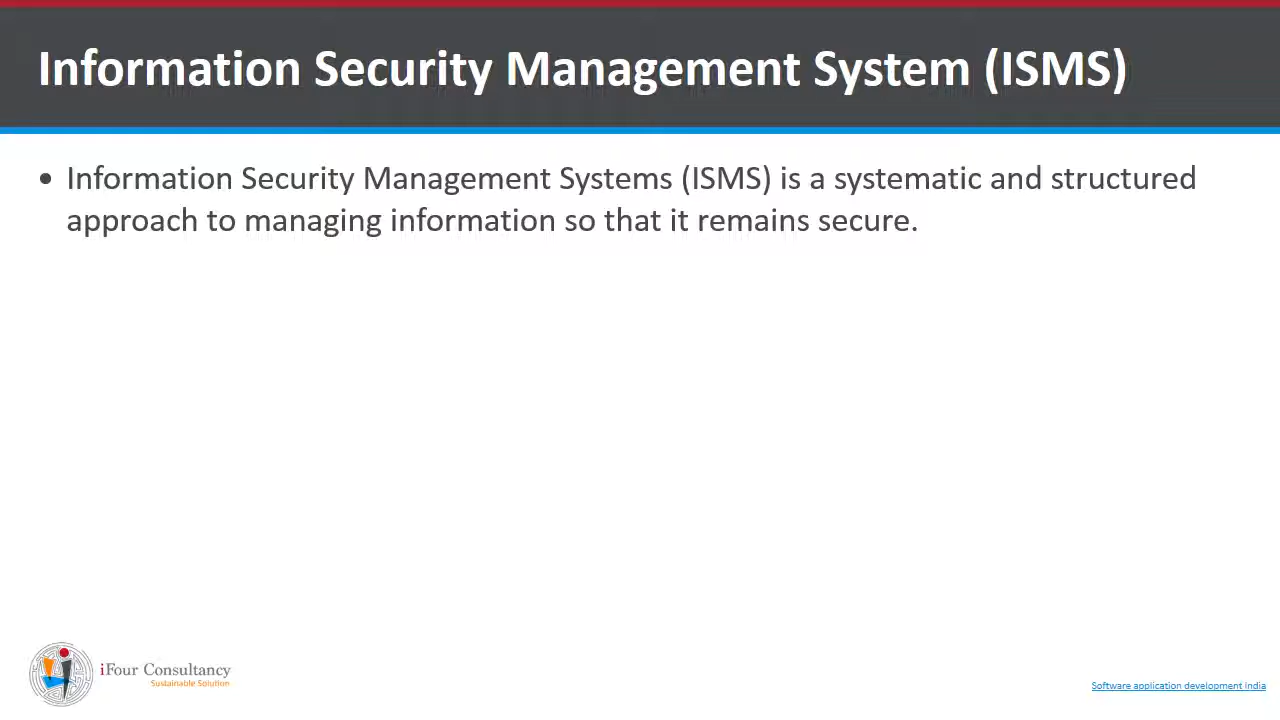 Information Security Management System (ISMS)
• Information Security Management Systems (ISMS) is a systematic and structured
approach to managing information so that it remains secure.
iFour Consultancy
Sustainable Solution
Software application development India